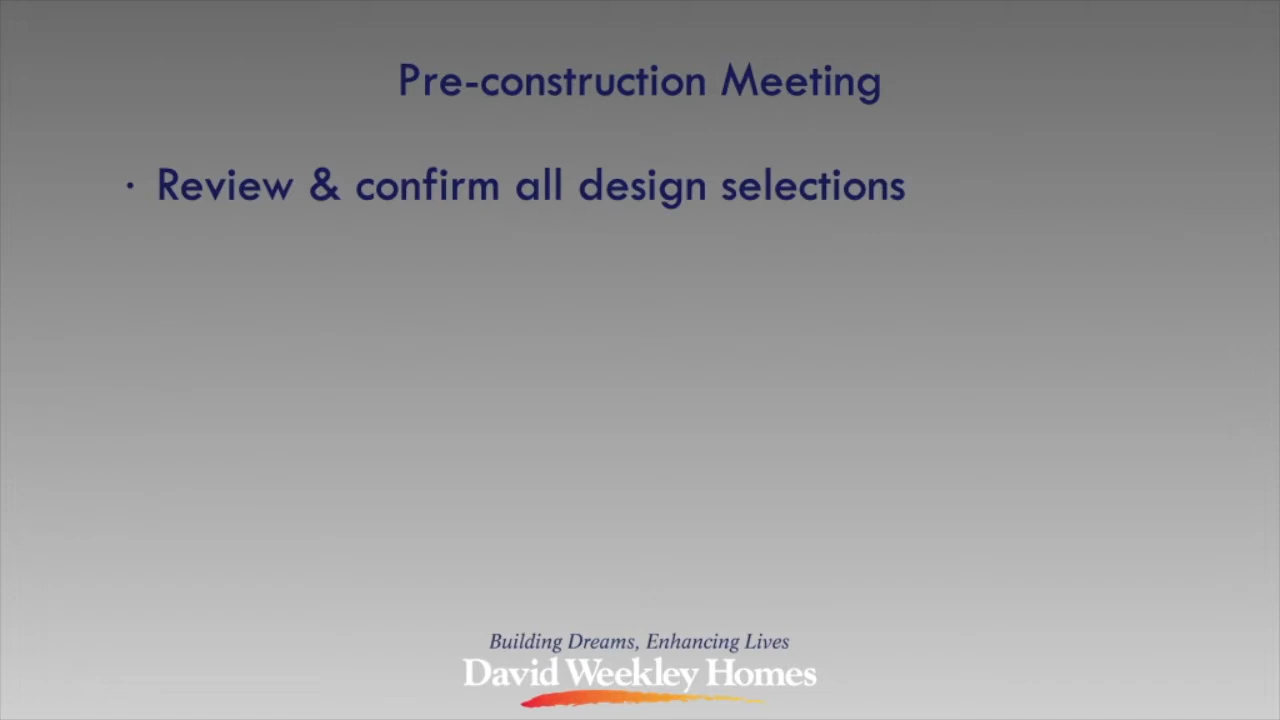 Pre-construction Meeting
· Review & confirm all design selections
Building Dreams, Enhancing Lives
David Weekley Homes